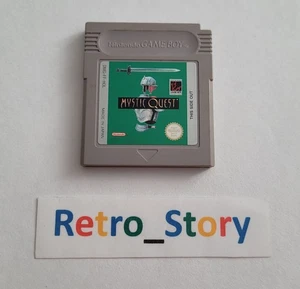 Nintendo GAME BOY
MYSTIC QUEST
THIS SIDE OUT
Retro_Story